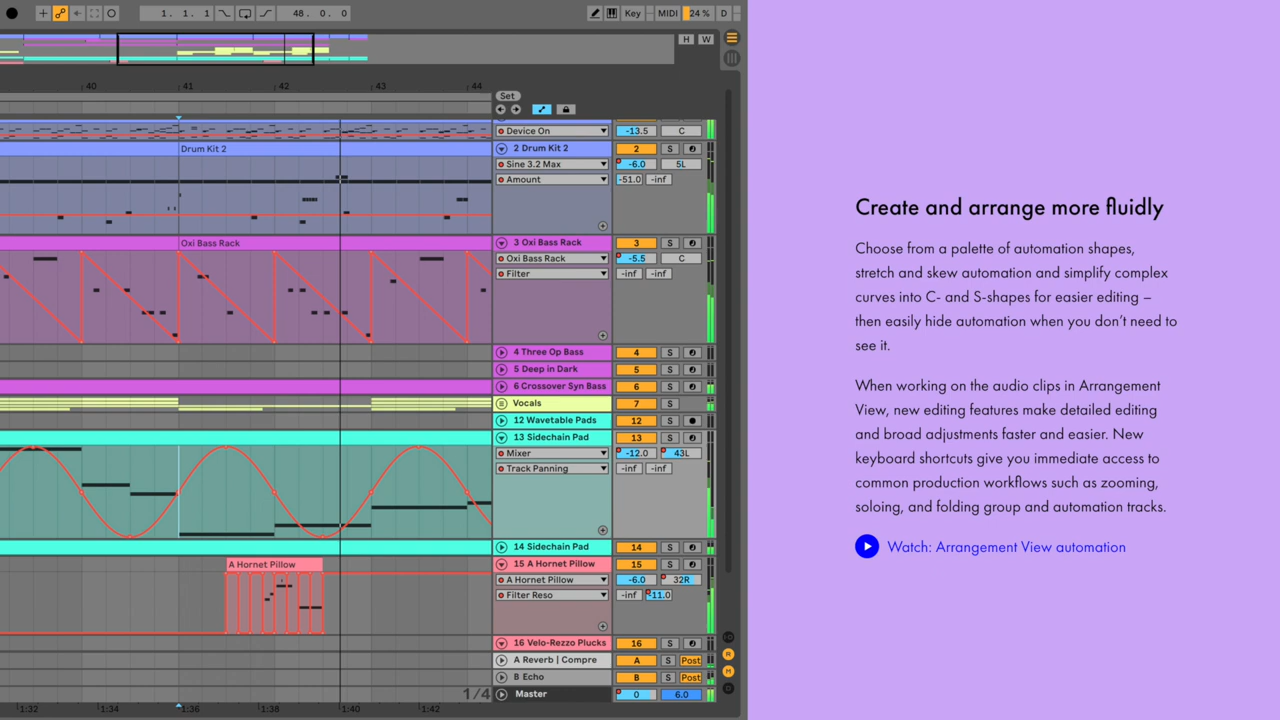 1. 1. 1
48. 0. 0
Key
MIDI
24 %
D
H
W
40
41
42
43
44
Set
Device On
-13.5
C
Drum Kit 2
2 Drum Kit 2
2
S
Sine 3.2 Max
-6.0
5L
Amount
-51.0
-inf
Oxi Bass Rack
3 Oxi Bass Rack
3
S
Oxi Bass Rack
-5.5
C
Filter
-inf
-inf
4 Three Op Bass
4
S
5 Deep in Dark
5
S
6 Crossover Syn Bass
6
S
Vocals
7
S
12 Wavetable Pads
12
S
13 Sidechain Pad
13
S
Mixer
-12.0
43L
Track Panning
-inf
-inf
14 Sidechain Pad
14
S
A Hornet Pillow
15 A Hornet Pillow
15
S
A Hornet Pillow
-6.0
32R
Filter Reso
-inf
-11.0
16 Velo-Rezzo Plucks
16
S
A Reverb | Compre
A
S
Post
B Echo
B
S
Post
1/4
Master
0
6.0
1:32
1:34
1:36
1:38
1:40
1:42
Create and arrange more fluidly
Choose from a palette of automation shapes,
stretch and skew automation and simplify complex
curves into C- and S-shapes for easier editing –
then easily hide automation when you don’t need to
see it.
When working on the audio clips in Arrangement
View, new editing features make detailed editing
and broad adjustments faster and easier. New
keyboard shortcuts give you immediate access to
common production workflows such as zooming,
soloing, and folding group and automation tracks.
Watch: Arrangement View automation